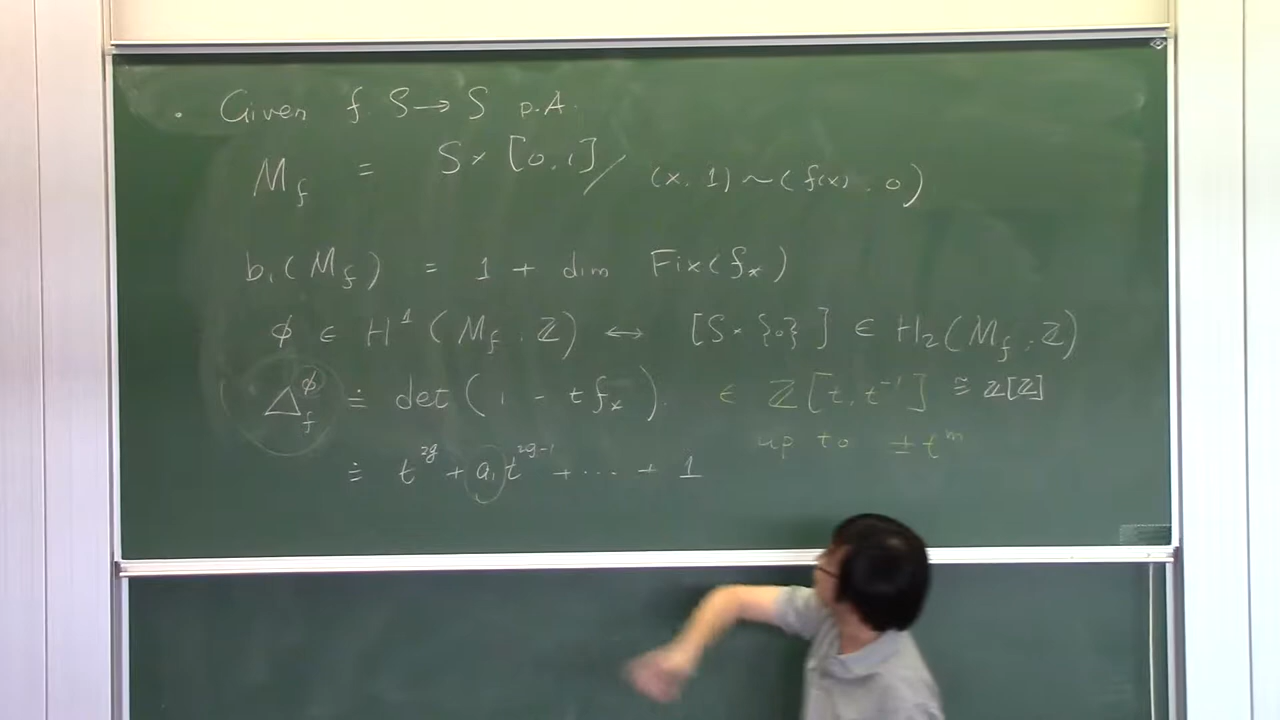 · Given f. S → S p.A.
M_f = S × [0,1] / (x, 1) ~ (f(x), 0)
b_1(M_f) = 1 + dim Fix(f_*)
φ ∈ H^1(M_f, ℤ) ↔ [S × {0}] ∈ H_2(M_f, ℤ)
Δ_f^φ ≐ det(1 - t f_*). ∈ ℤ[t, t^{-1}] ≅ ℤ[ℤ]
up to ± t^m
≐ t^{2g} + a_1 t^{2g-1} + ··· + 1